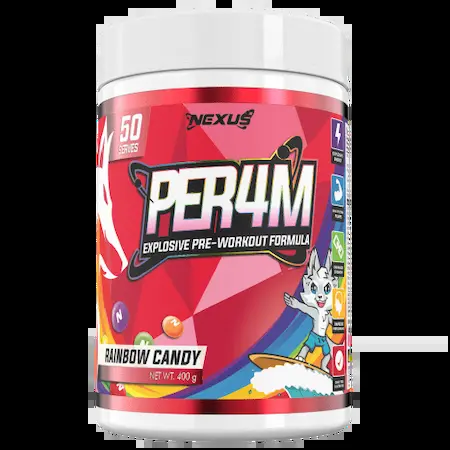 NEXUS
50
SERVES
PER4M
EXPLOSIVE PRE-WORKOUT FORMULA
N
N
RAINBOW CANDY
NET WT. 400 g